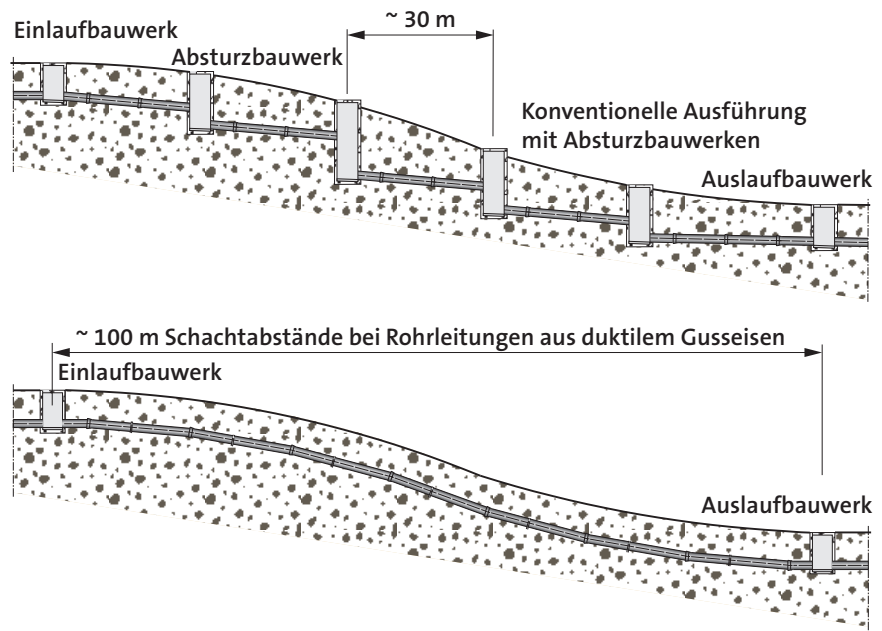 ~ 30 m
Einlaufbauwerk
Absturzbauwerk
Konventionelle Ausführung
mit Absturzbauwerken
Auslaufbauwerk
~ 100 m Schachtabstände bei Rohrleitungen aus duktilem Gusseisen
Einlaufbauwerk
Auslaufbauwerk